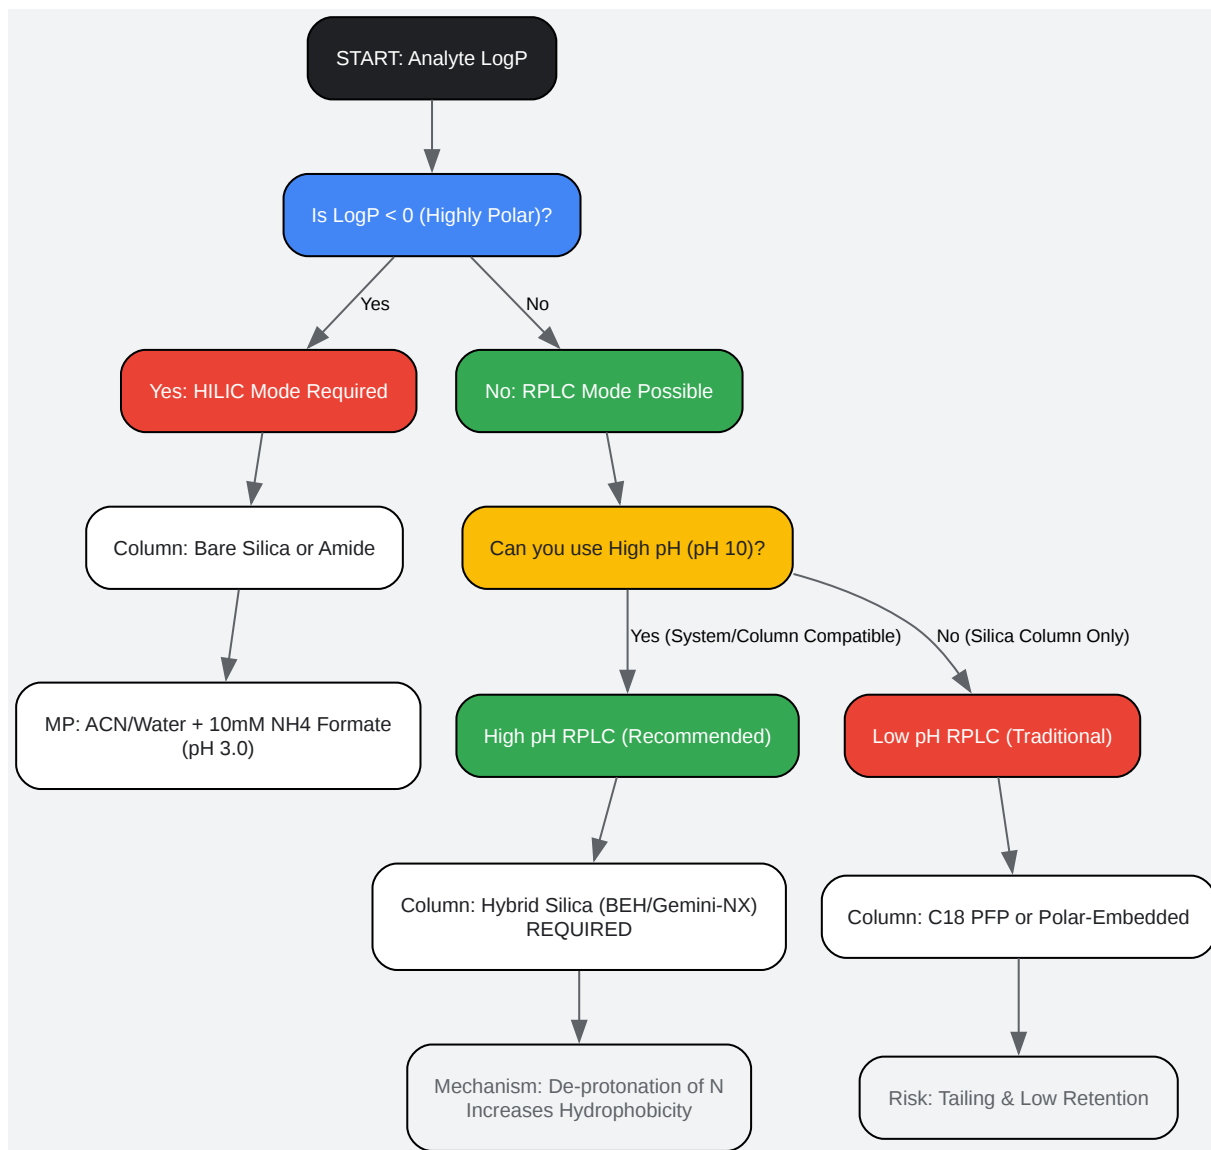 START: Analyte LogP
Is LogP < 0 (Highly Polar)?
Yes
No
Yes: HILIC Mode Required
No: RPLC Mode Possible
Column: Bare Silica or Amide
Can you use High pH (pH 10)?
Yes (System/Column Compatible)
No (Silica Column Only)
MP: ACN/Water + 10mM NH4 Formate
(pH 3.0)
High pH RPLC (Recommended)
Low pH RPLC (Traditional)
Column: Hybrid Silica (BEH/Gemini-NX)
REQUIRED
Column: C18 PFP or Polar-Embedded
Mechanism: De-protonation of N
Increases Hydrophobicity
Risk: Tailing & Low Retention